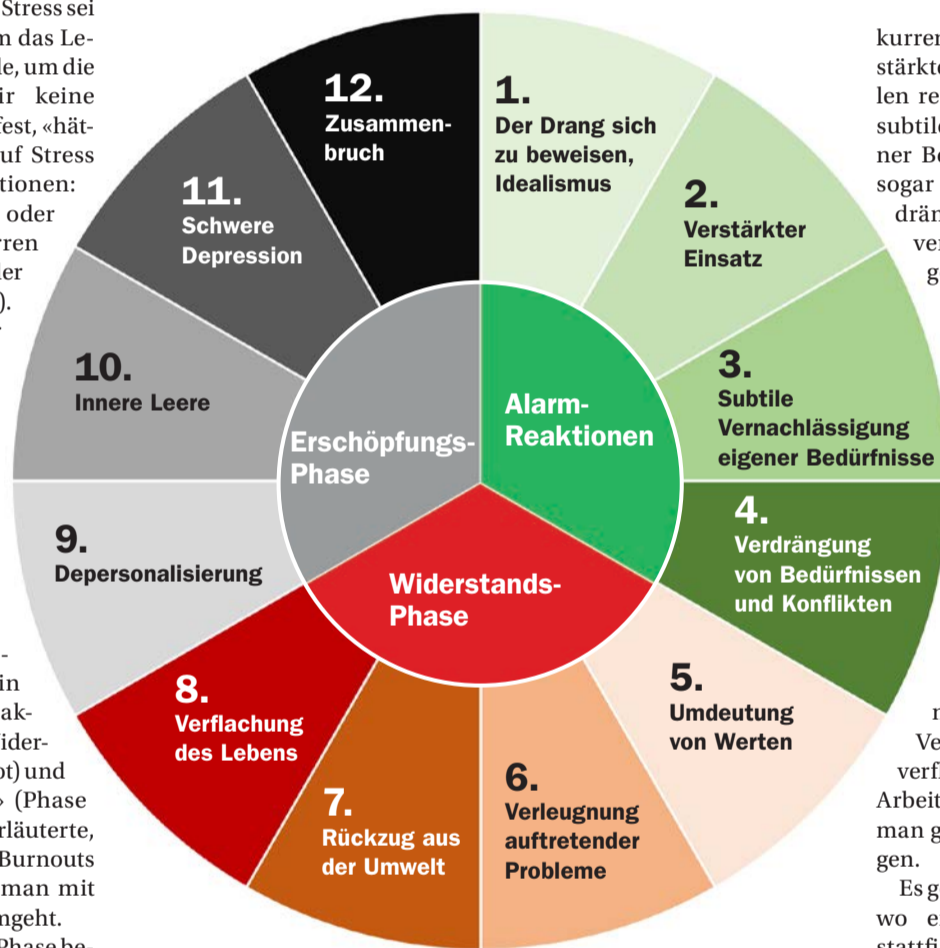 Stress sei
m das Le-
le, um die
ir keine
fest, «hät-
uf Stress
tionen:
oder
rren
ler
).
-
in
ak-
ider-
ot) und
» (Phase
rläuterte,
Burnouts
man mit
ngeht.
Phase be-
1.
Der Drang sich
zu beweisen,
Idealismus
2.
Verstärkter
Einsatz
3.
Subtile
Vernachlässigung
eigener Bedürfnisse
4.
Verdrängung
von Bedürfnissen
und Konflikten
5.
Umdeutung
von Werten
6.
Verleugnung
auftretender
Probleme
7.
Rückzug aus
der Umwelt
8.
Verflachung
des Lebens
9.
Depersonalisierung
10.
Innere Leere
11.
Schwere
Depression
12.
Zusammen-
bruch
Alarm-
Reaktionen
Widerstands-
Phase
Erschöpfungs-
Phase
kurren
stärkte
len re
subtile
ner Be
sogar
drän
ver
g
Ve
verfl
Arbeit
man g
gen.
Es g
wo e
stattfi